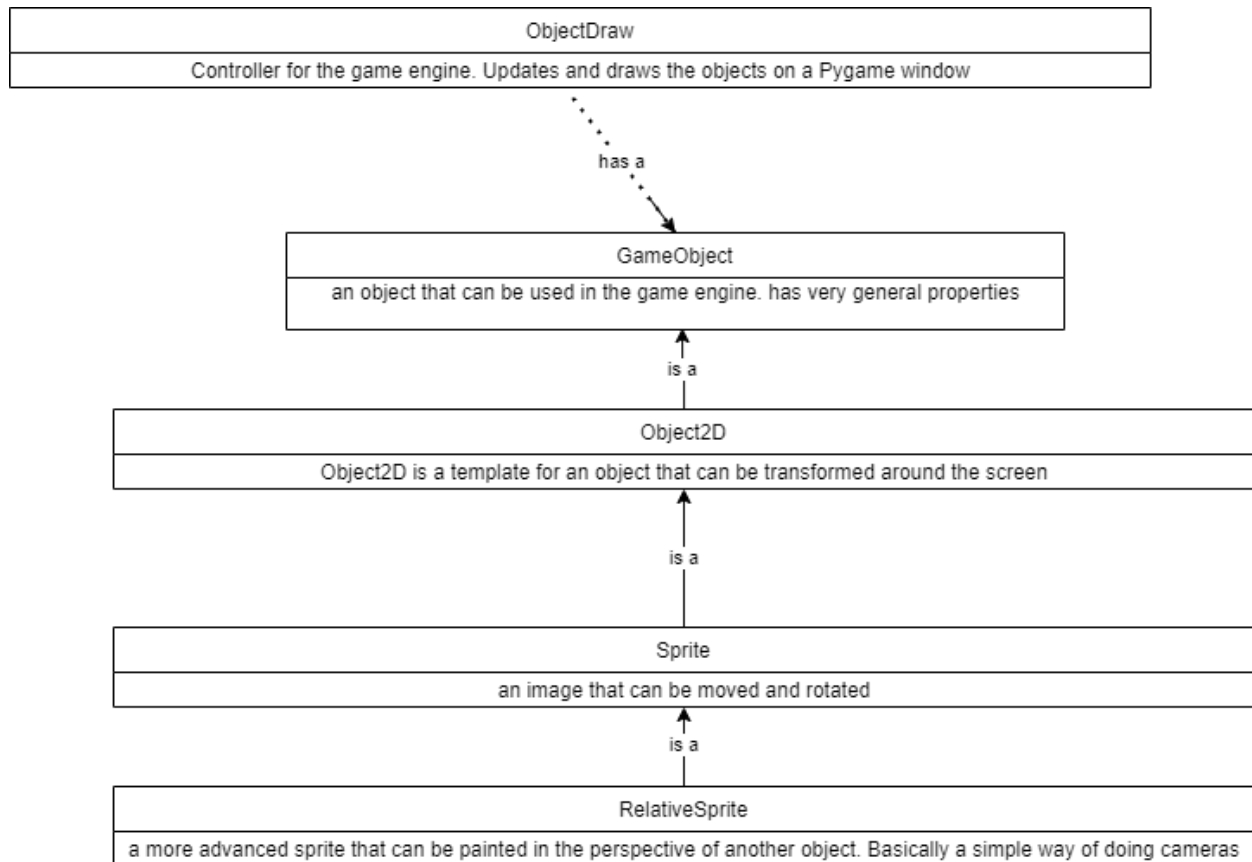 ObjectDraw
Controller for the game engine. Updates and draws the objects on a Pygame window
has a
GameObject
an object that can be used in the game engine. has very general properties
is a
Object2D
Object2D is a template for an object that can be transformed around the screen
is a
Sprite
an image that can be moved and rotated
is a
RelativeSprite
a more advanced sprite that can be painted in the perspective of another object. Basically a simple way of doing cameras